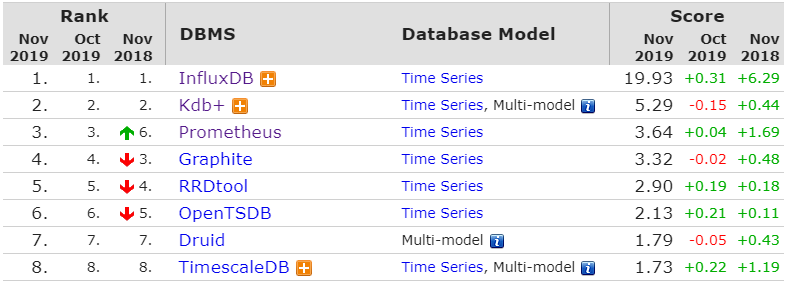 Rank DBMS Database Model Score
Nov 2019 Oct 2019 Nov 2018 Nov 2019 Oct 2019 Nov 2018
1. 1. 1. InfluxDB Time Series 19.93 +0.31 +6.29
2. 2. 2. Kdb+ Time Series, Multi-model 5.29 -0.15 +0.44
3. 3. 6. Prometheus Time Series 3.64 +0.04 +1.69
4. 4. 3. Graphite Time Series 3.32 -0.02 +0.48
5. 5. 4. RRDtool Time Series 2.90 +0.19 +0.18
6. 6. 5. OpenTSDB Time Series 2.13 +0.21 +0.11
7. 7. 7. Druid Multi-model 1.79 -0.05 +0.43
8. 8. 8. TimescaleDB Time Series, Multi-model 1.73 +0.22 +1.19